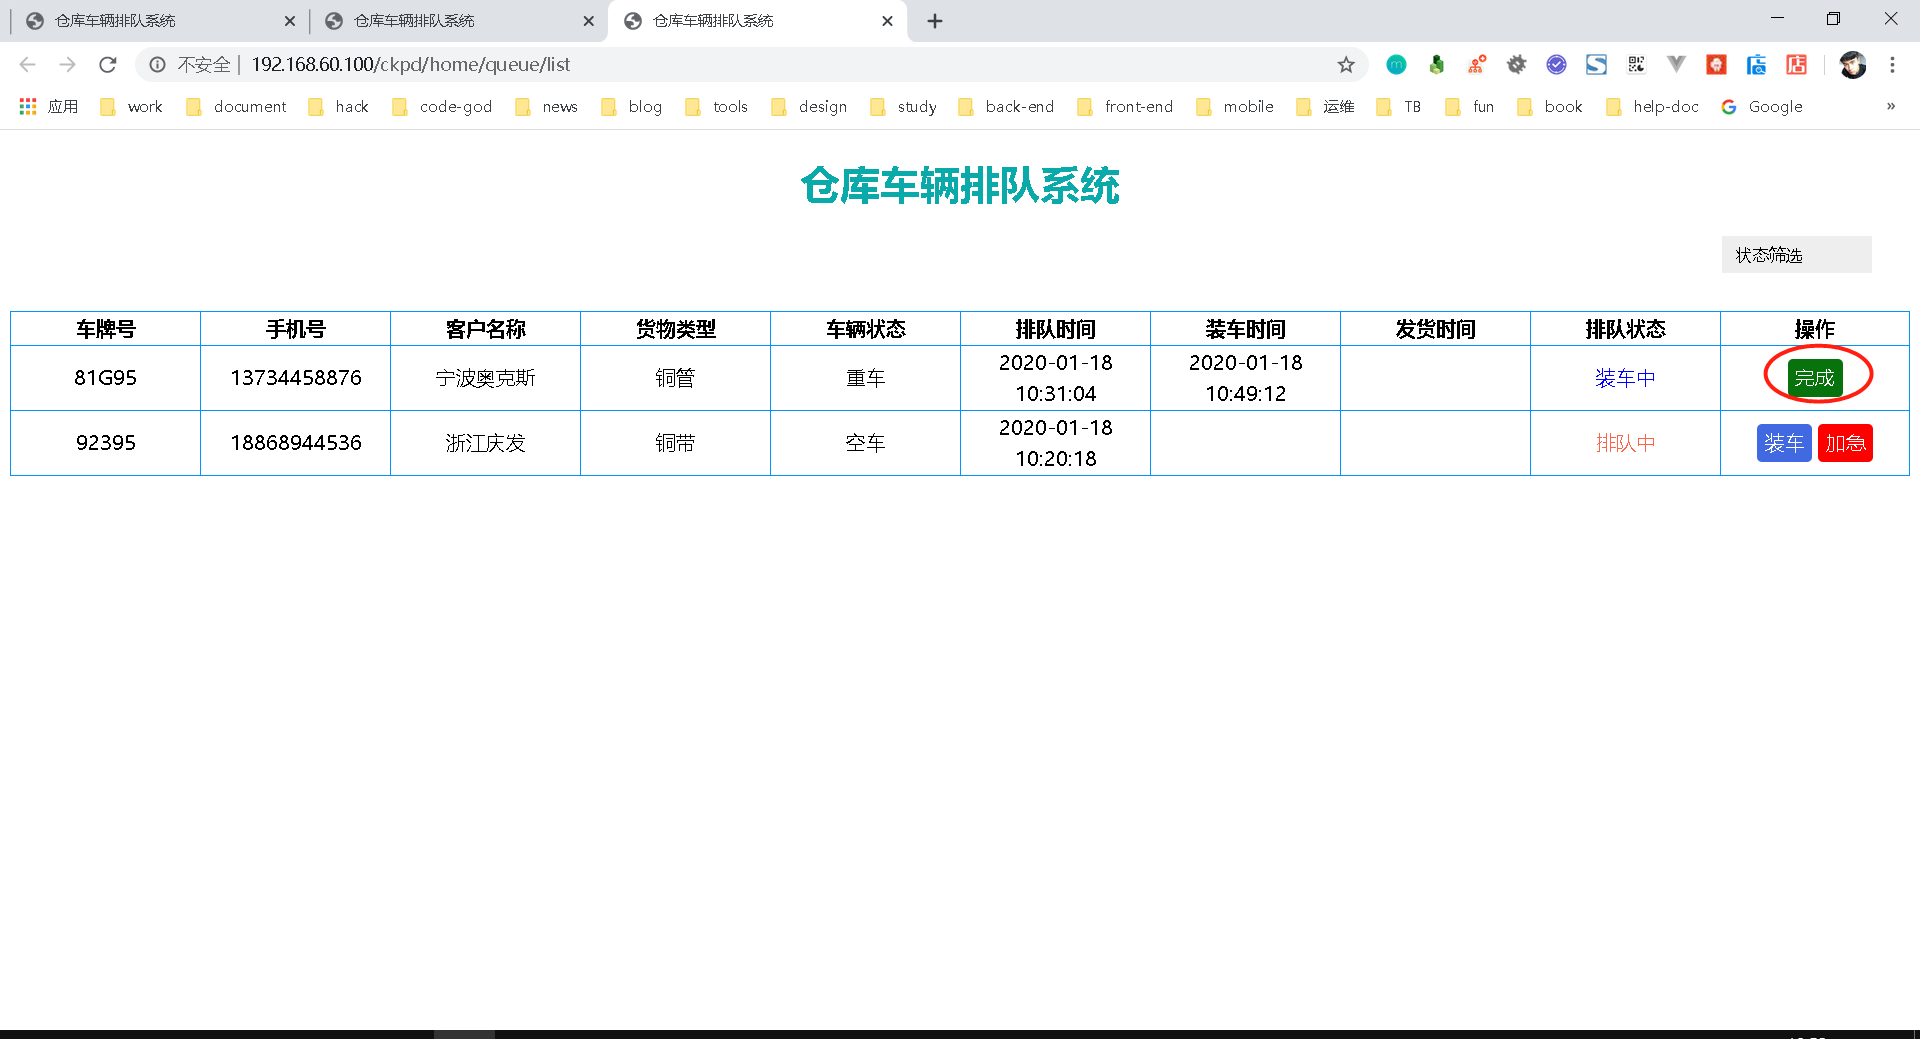 仓库车辆排队系统 仓库车辆排队系统 仓库车辆排队系统
不安全 | 192.168.60.100/ckpd/home/queue/list
应用 work document hack code-god news blog tools design study back-end front-end mobile 运维 TB fun book help-doc Google »
仓库车辆排队系统
状态筛选
车牌号 手机号 客户名称 货物类型 车辆状态 排队时间 装车时间 发货时间 排队状态 操作
81G95 13734458876 宁波奥克斯 铜管 重车 2020-01-18 10:31:04 2020-01-18 10:49:12 装车中 完成
92395 18868944536 浙江庆发 铜带 空车 2020-01-18 10:20:18 排队中 装车 加急